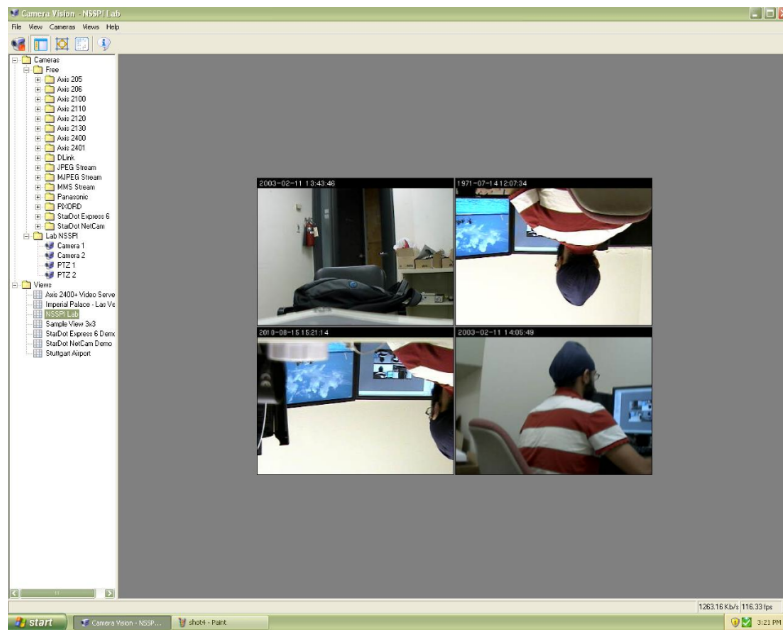 Camera Vision - NSSPI Lab
File View Cameras Views Help
Cameras
Free
Axis 205
Axis 206
Axis 2100
Axis 2110
Axis 2120
Axis 2130
Axis 2400
Axis 2401
DLink
JPEG Stream
MJPEG Stream
MMS Stream
Panasonic
PIXORD
StarDot Express 6
StarDot NetCam
Lab NSSPI
Camera 1
Camera 2
PTZ 1
PTZ 2
Views
Axis 2400+ Video Serve
Imperial Palace - Las Ve
NSSPI Lab
Sample View 3x3
StarDot Express 6 Demo
StarDot NetCam Demo
Stuttgart Airport
2003-02-11 13:43:46
1971-07-14 12:07:34
2010-08-15 15:21:14
2003-02-11 14:05:49
1263.16 Kb/s 116.33 fps
start
Camera Vision - NSSP...
shot4 - Paint
3:21 PM